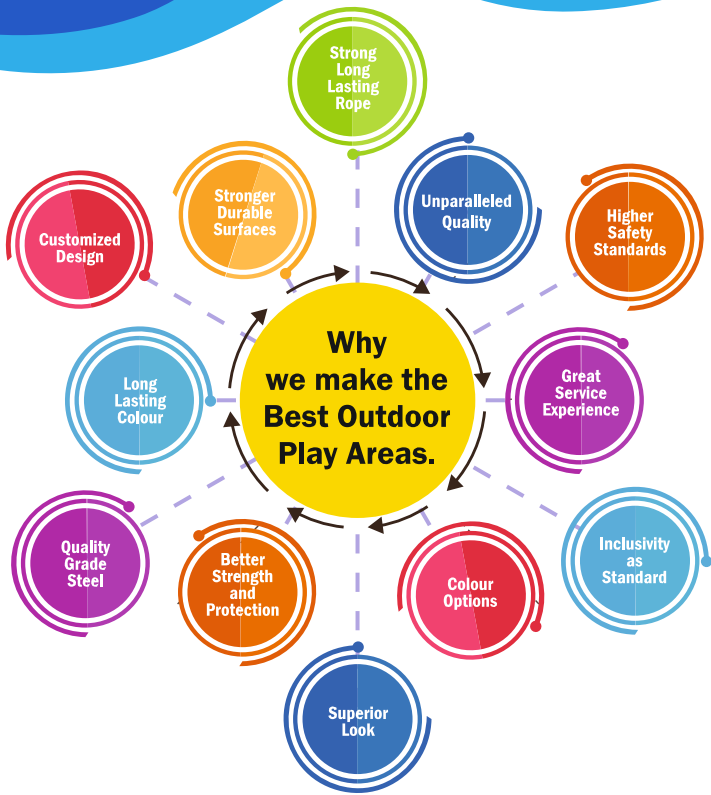 Strong
Long
Lasting
Rope
Stronger
Durable
Surfaces
Unparalleled
Quality
Higher
Safety
Standards
Customized
Design
Why
we make the
Best Outdoor
Play Areas.
Long
Lasting
Colour
Great
Service
Experience
Quality
Grade
Steel
Better
Strength
and
Protection
Colour
Options
Inclusivity
as
Standard
Superior
Look